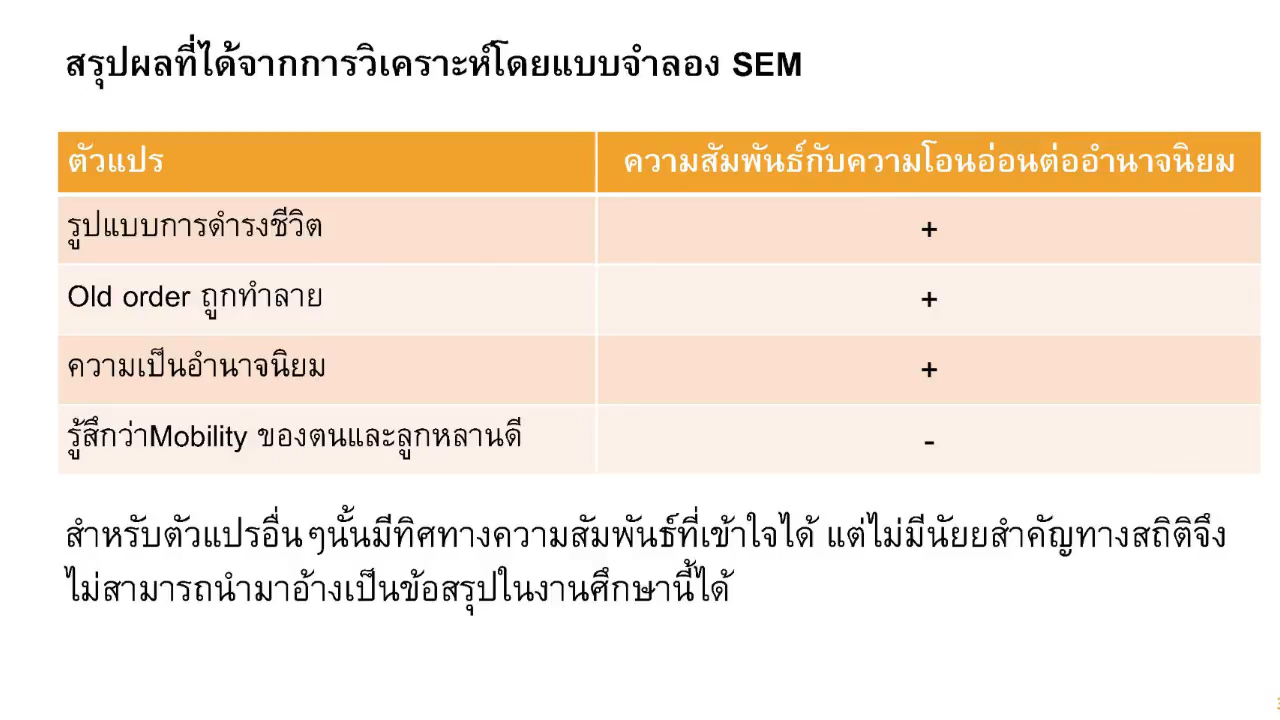 สรุปผลที่ได้จากการวิเคราะห์โดยแบบจำลอง SEM
ตัวแปร ความสัมพันธ์กับความโอนอ่อนต่ออำนาจนิยม
รูปแบบการดำรงชีวิต +
Old order ถูกทำลาย +
ความเป็นอำนาจนิยม +
รู้สึกว่าMobility ของตนและลูกหลานดี -
สำหรับตัวแปรอื่นๆนั้นมีทิศทางความสัมพันธ์ที่เข้าใจได้ แต่ไม่มีนัยยสำคัญทางสถิติจึง
ไม่สามารถนำมาอ้างเป็นข้อสรุปในงานศึกษานี้ได้